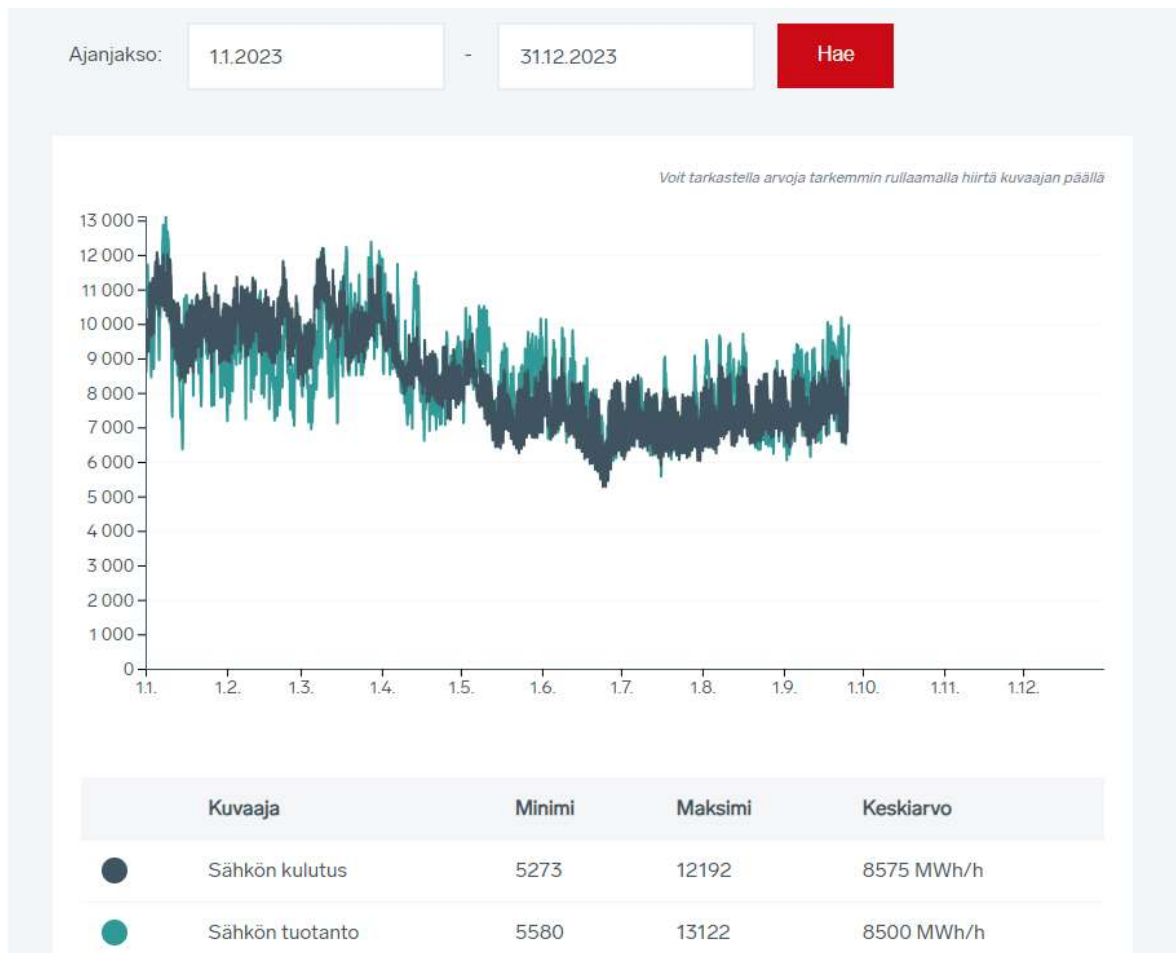 Ajanjakso: 1.1.2023 - 31.12.2023 Hae
Voit tarkastella arvoja tarkemmin rullaamalla hiirtä kuvaajan päällä
13 000
12 000
11 000
10 000
9 000
8 000
7 000
6 000
5 000
4 000
3 000
2 000
1 000
0
1.1. 1.2. 1.3. 1.4. 1.5. 1.6. 1.7. 1.8. 1.9. 1.10. 1.11. 1.12.
Kuvaaja Minimi Maksimi Keskiarvo
Sähkön kulutus 5273 12192 8575 MWh/h
Sähkön tuotanto 5580 13122 8500 MWh/h